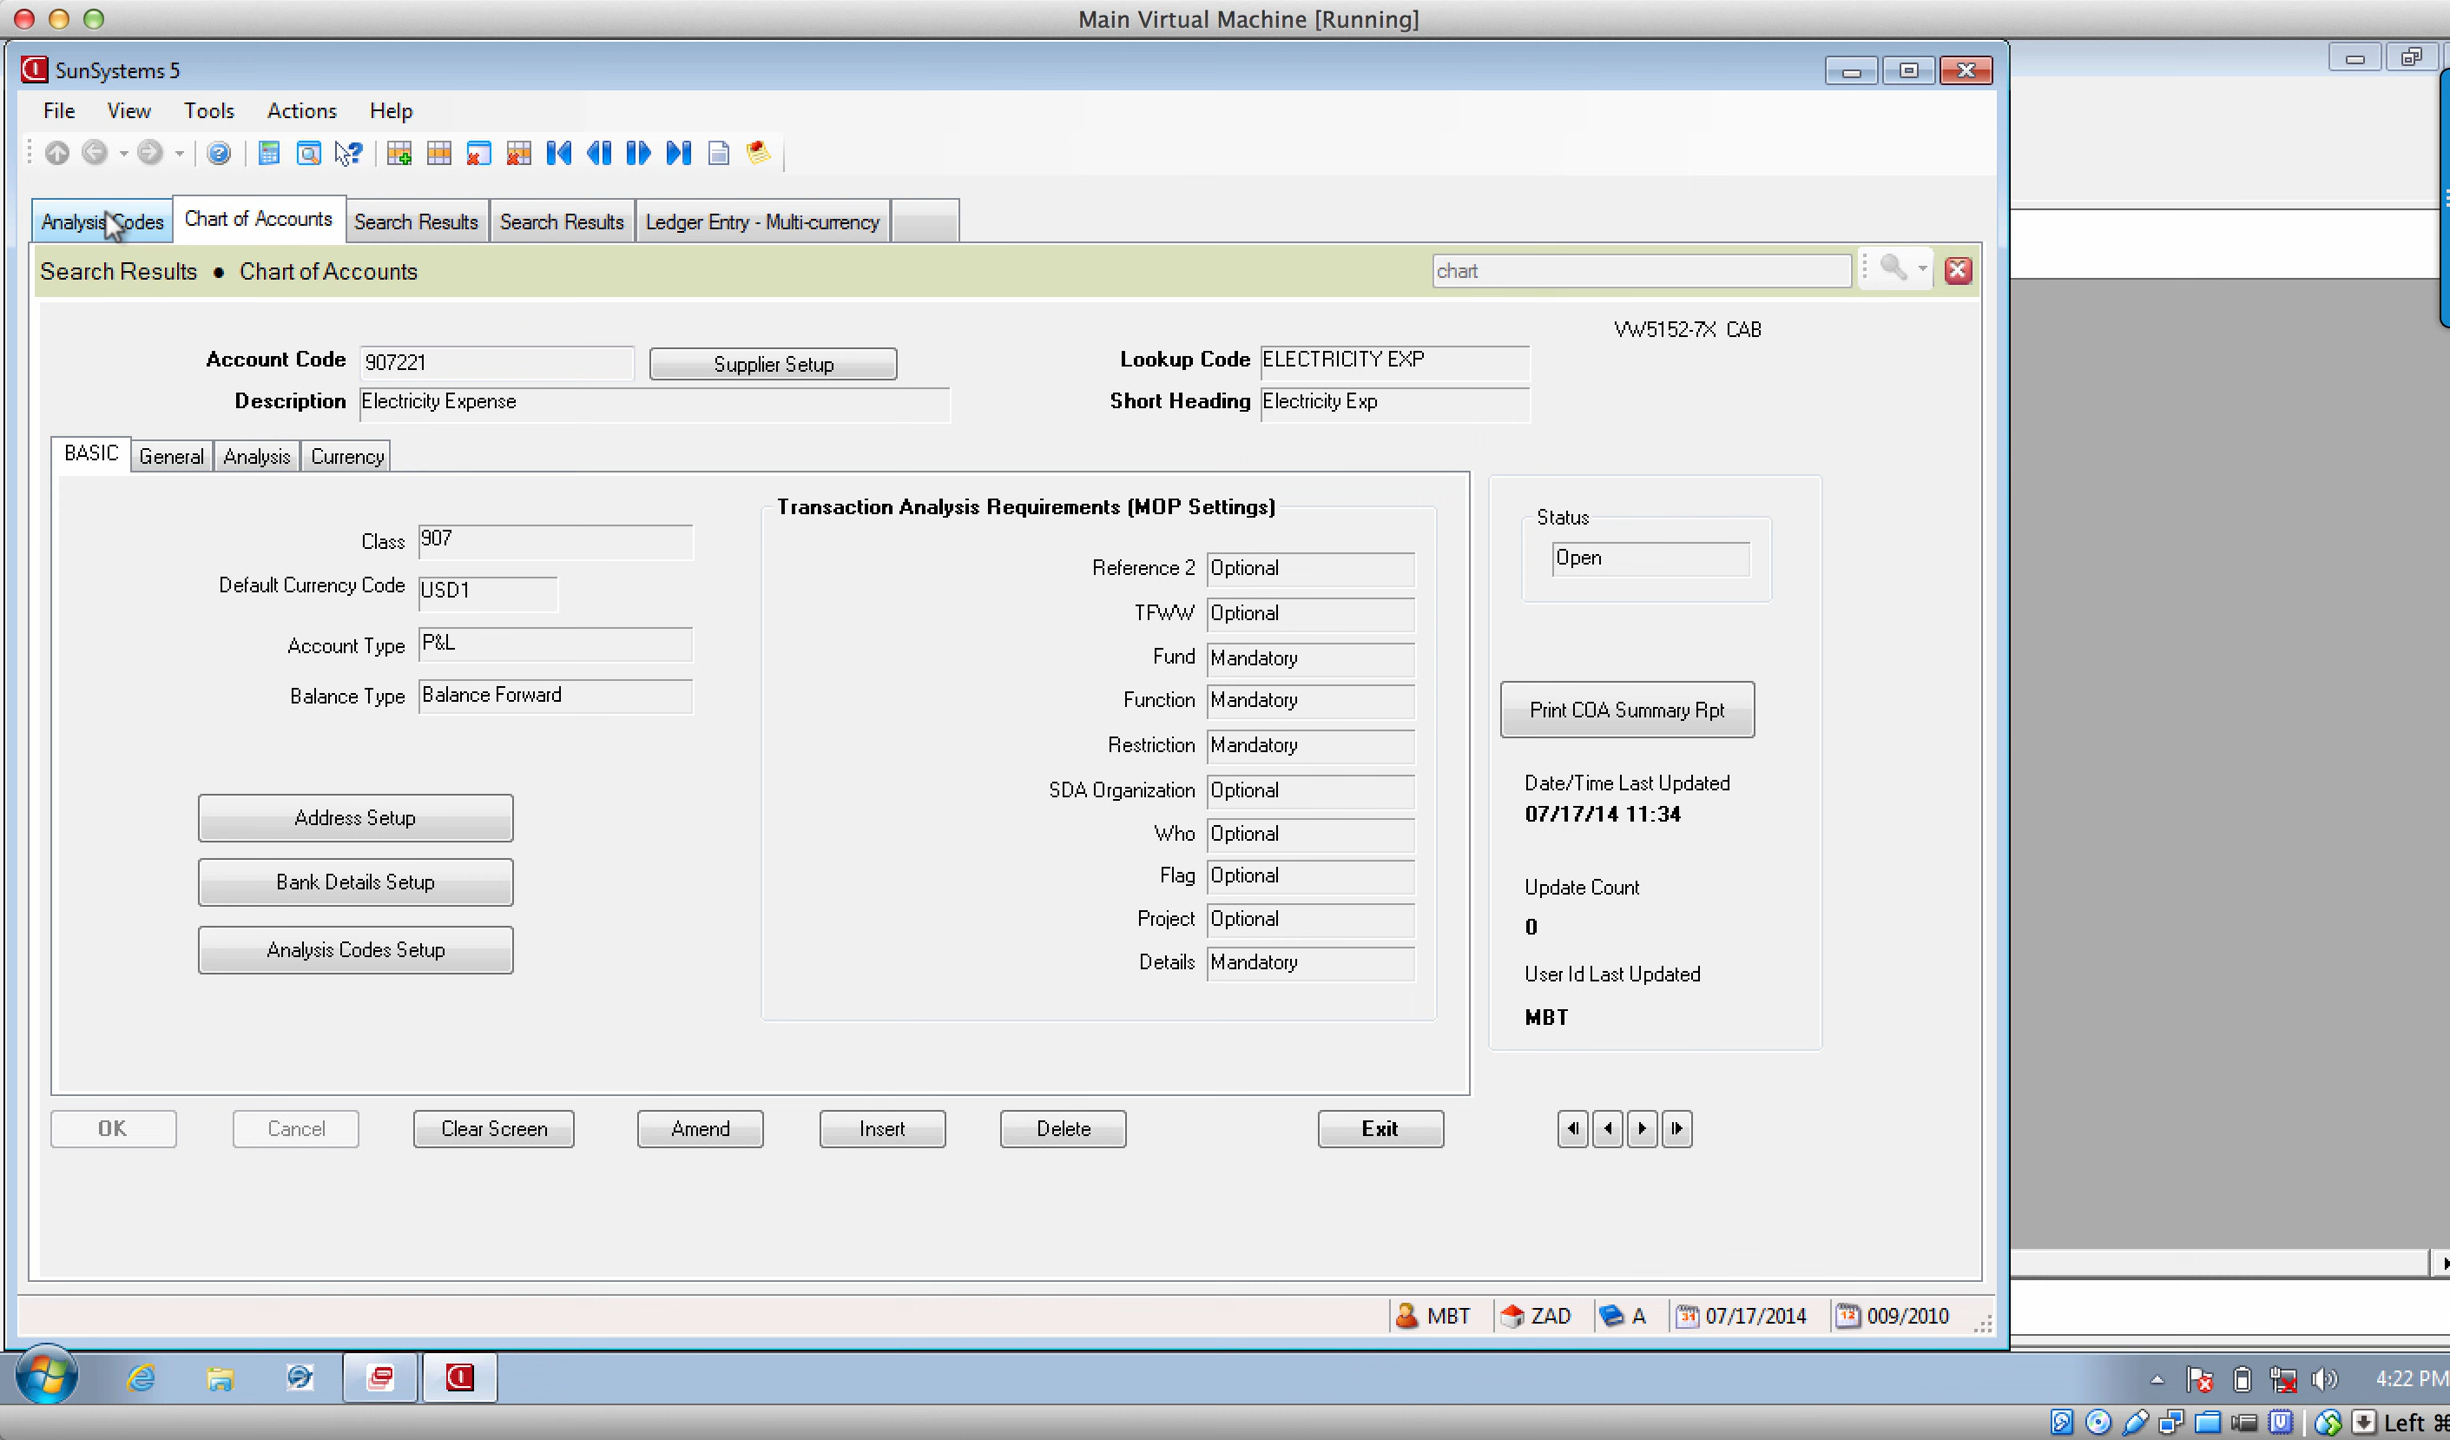 Main Virtual Machine [Running]
SunSystems 5
File View Tools Actions Help
Analysis Codes Chart of Accounts Search Results Search Results Ledger Entry - Multi-currency
Search Results • Chart of Accounts chart
VW5152-7X CAB
Account Code 907221 Supplier Setup Lookup Code ELECTRICITY EXP
Description Electricity Expense Short Heading Electricity Exp
BASIC General Analysis Currency
Transaction Analysis Requirements (MOP Settings)
Class 907
Default Currency Code USD1
Account Type P&L
Balance Type Balance Forward
Address Setup
Bank Details Setup
Analysis Codes Setup
Reference 2 Optional
TFWW Optional
Fund Mandatory
Function Mandatory
Restriction Mandatory
SDA Organization Optional
Who Optional
Flag Optional
Project Optional
Details Mandatory
Status
Open
Print COA Summary Rpt
Date/Time Last Updated
07/17/14 11:34
Update Count
0
User Id Last Updated
MBT
OK Cancel Clear Screen Amend Insert Delete Exit
MBT ZAD A 07/17/2014 009/2010
4:22 PM
Left ⌘